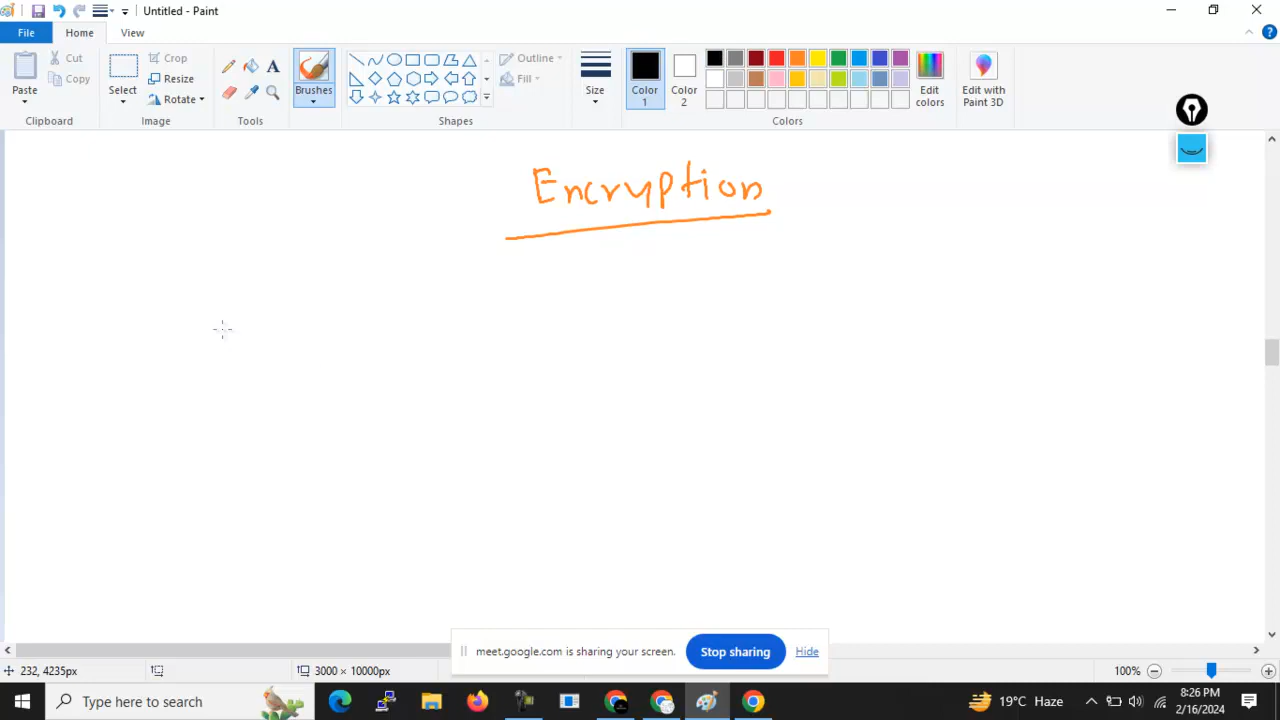 Untitled - Paint
File
Home
View
Paste
Cut
Copy
Clipboard
Select
Crop
Resize
Rotate
Image
Tools
Brushes
Shapes
Outline
Fill
Size
Color 1
Color 2
Colors
Edit colors
Edit with Paint 3D
Encryption
meet.google.com is sharing your screen.
Stop sharing
Hide
232, 4235px
3000 × 10000px
100%
Type here to search
19°C Haze
8:26 PM
2/16/2024